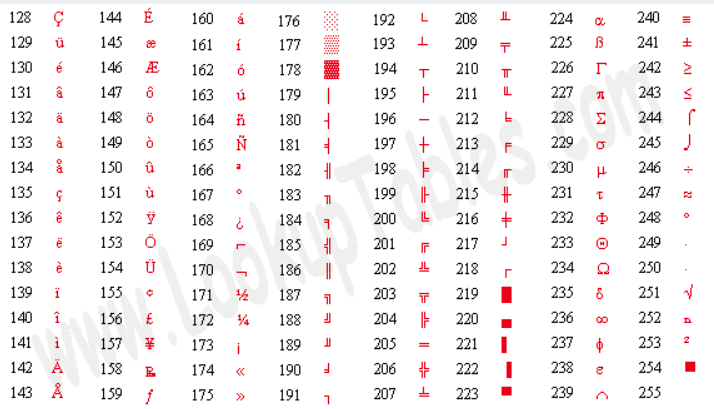 128 Ç 144 É 160 á 176 ░ 192 └ 208 ╨ 224 α 240 ≡
129 ü 145 æ 161 í 177 ▒ 193 ┴ 209 ╤ 225 ß 241 ±
130 é 146 Æ 162 ó 178 ▓ 194 ┬ 210 ╥ 226 Γ 242 ≥
131 â 147 ô 163 ú 179 │ 195 ├ 211 ╙ 227 π 243 ≤
132 ä 148 ö 164 ñ 180 ┤ 196 ─ 212 ╘ 228 Σ 244 ⌠
133 à 149 ò 165 Ñ 181 ╡ 197 ┼ 213 ╒ 229 σ 245 ⌡
134 å 150 û 166 ª 182 ╢ 198 ╞ 214 ╓ 230 µ 246 ÷
135 ç 151 ù 167 º 183 ╖ 199 ╟ 215 ╫ 231 τ 247 ≈
136 ê 152 ÿ 168 ¿ 184 ╕ 200 ╚ 216 ╪ 232 Φ 248 °
137 ë 153 Ö 169 ⌐ 185 ╣ 201 ╔ 217 ┘ 233 Θ 249 ∙
138 è 154 Ü 170 ¬ 186 ║ 202 ╩ 218 ┌ 234 Ω 250 ·
139 ï 155 ¢ 171 ½ 187 ╗ 203 ╦ 219 █ 235 δ 251 √
140 î 156 £ 172 ¼ 188 ╝ 204 ╠ 220 ▄ 236 ∞ 252 ⁿ
141 ì 157 ¥ 173 ¡ 189 ╜ 205 ═ 221 ▌ 237 φ 253 ²
142 Ä 158 ₧ 174 « 190 ╛ 206 ╬ 222 ▐ 238 ε 254 ■
143 Å 159 ƒ 175 » 191 ┐ 207 ╧ 223 ▀ 239 ∩ 255
www.LookupTables.com